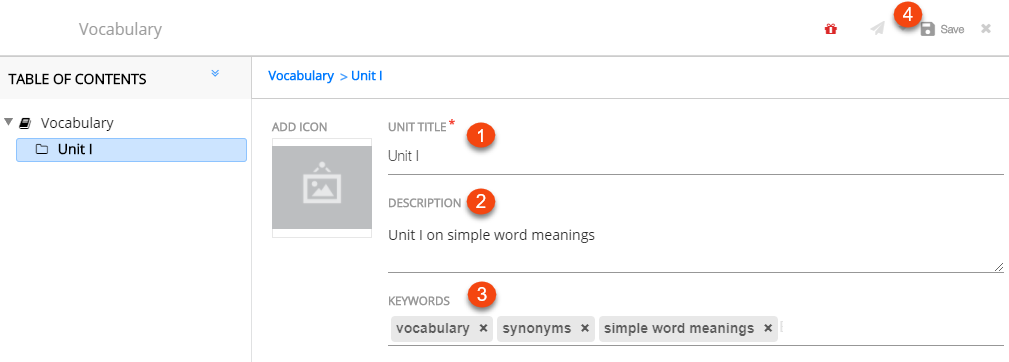 Vocabulary
4
Save
TABLE OF CONTENTS
Vocabulary > Unit I
Vocabulary
Unit I
ADD ICON
UNIT TITLE *
1
Unit I
DESCRIPTION
2
Unit I on simple word meanings
KEYWORDS
3
vocabulary × synonyms × simple word meanings ×